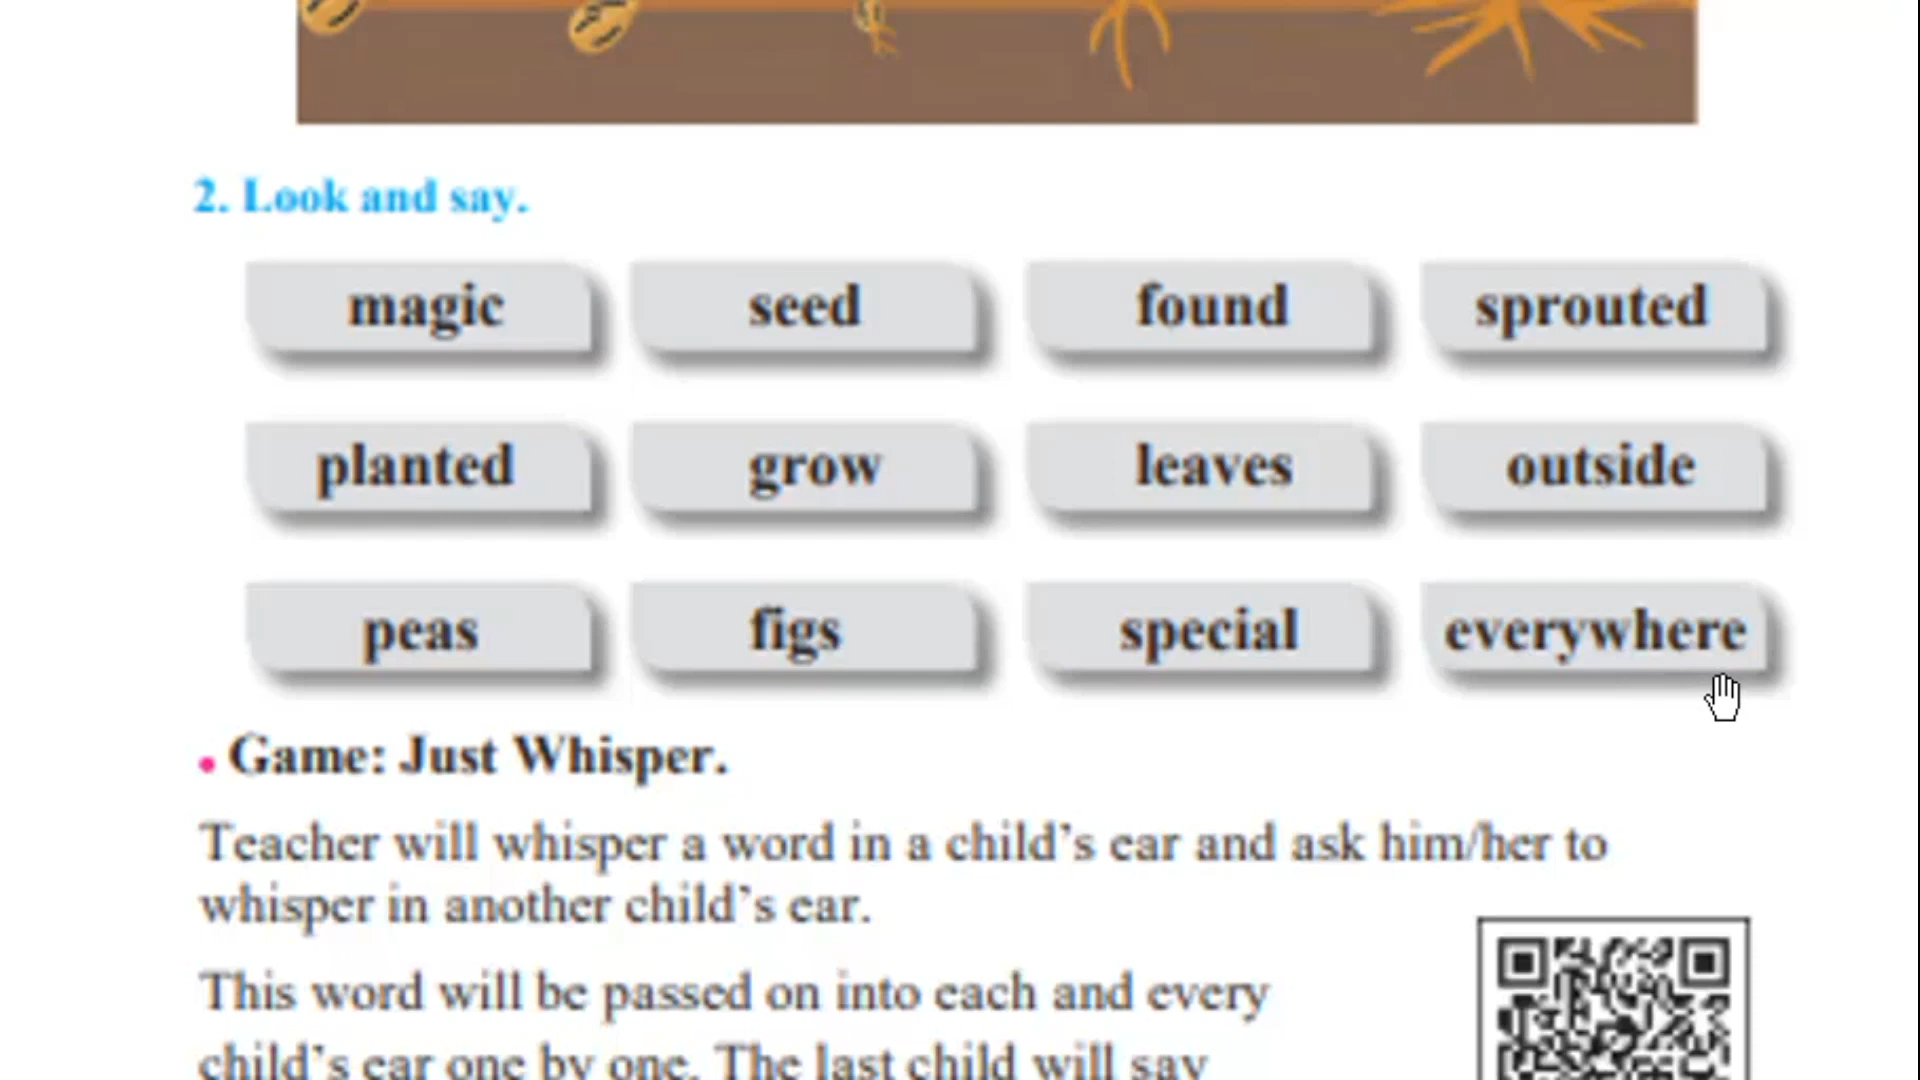 2. Look and say.
magic seed found sprouted
planted grow leaves outside
peas figs special everywhere
• Game: Just Whisper.
Teacher will whisper a word in a child's ear and ask him/her to
whisper in another child's ear.
This word will be passed on into each and every
child's ear one by one. The last child will say